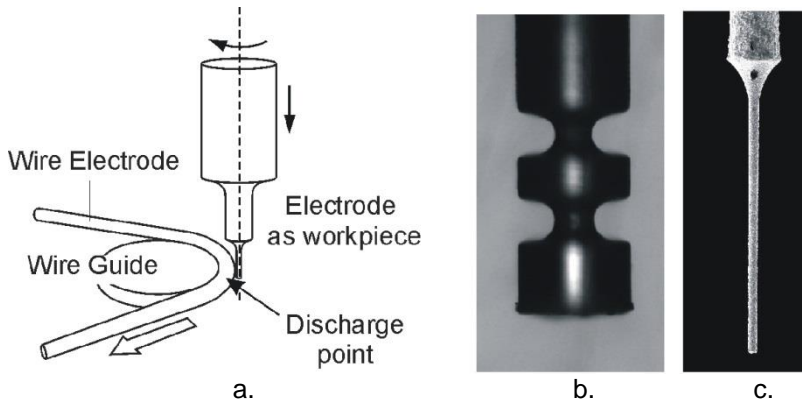 Wire Electrode
Wire Guide
Electrode
as workpiece
Discharge
point
a.
b.
c.